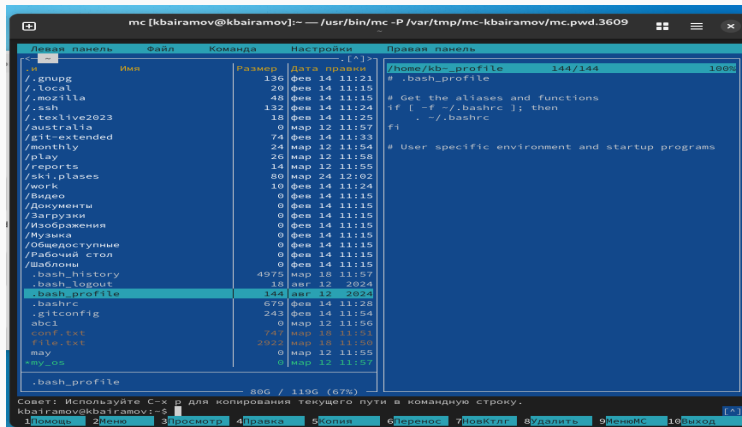 mc [kbairamov@kbairamov]:~ — /usr/bin/mc -P /var/tmp/mc-kbairamov/mc.pwd.3609
~
Левая панель Файл Команда Настройки Правая панель
<— ~ .[^]>
.и Имя Размер Дата правки
/.gnupg 136 фев 14 11:21
/.local 20 фев 14 11:15
/.mozilla 48 фев 14 11:15
/.ssh 132 фев 14 11:24
/.texlive2023 18 фев 14 11:25
/australia 0 мар 12 11:57
/git-extended 74 фев 14 11:33
/monthly 24 мар 12 11:54
/play 26 мар 12 11:58
/reports 14 мар 12 11:55
/ski.plases 80 мар 24 12:02
/work 10 фев 14 11:24
/Видео 0 фев 14 11:15
/Документы 0 фев 14 11:15
/Загрузки 0 фев 14 11:15
/Изображения 0 фев 14 11:15
/Музыка 0 фев 14 11:15
/Общедоступные 0 фев 14 11:15
/Рабочий стол 0 фев 14 11:15
/Шаблоны 0 фев 14 11:15
.bash_history 4975 мар 18 11:57
.bash_logout 18 авг 12 2024
.bash_profile 144 авг 12 2024
.bashrc 679 фев 14 11:28
.gitconfig 243 фев 14 11:54
abc1 0 мар 12 11:56
conf.txt 747 мар 18 11:51
file.txt 2922 мар 18 11:50
may 0 мар 12 11:55
*my_os 0 мар 12 11:57
.bash_profile
80G / 119G (67%)
/home/kb~_profile 144/144 100%
# .bash_profile
# Get the aliases and functions
if [ -f ~/.bashrc ]; then
. ~/.bashrc
fi
# User specific environment and startup programs
Совет: Используйте C-x p для копирования текущего пути в командную строку.
kbairamov@kbairamov:~$ [^]
1Помощь 2Меню 3Просмотр 4Правка 5Копия 6Перенос 7НовКтлг 8Удалить 9МенюMC 10Выход